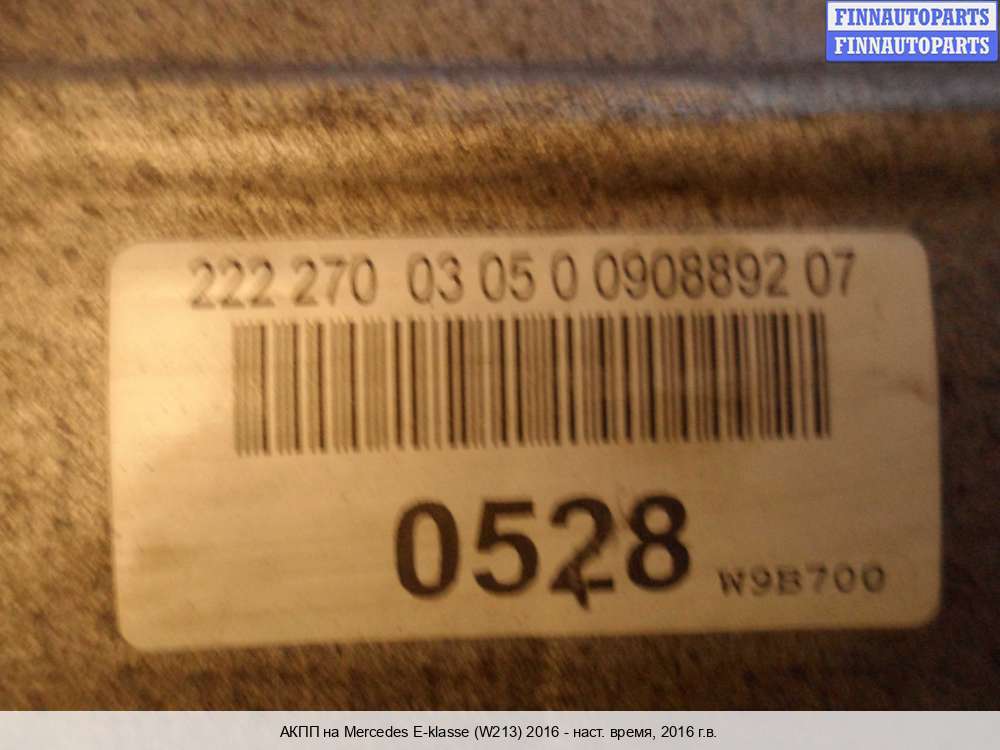 FINNAUTOPARTS
FINNAUTOPARTS
222 270 03 05 0 0908892 07
0528 W9B700
АКПП на Mercedes E-klasse (W213) 2016 - наст. время, 2016 г.в.